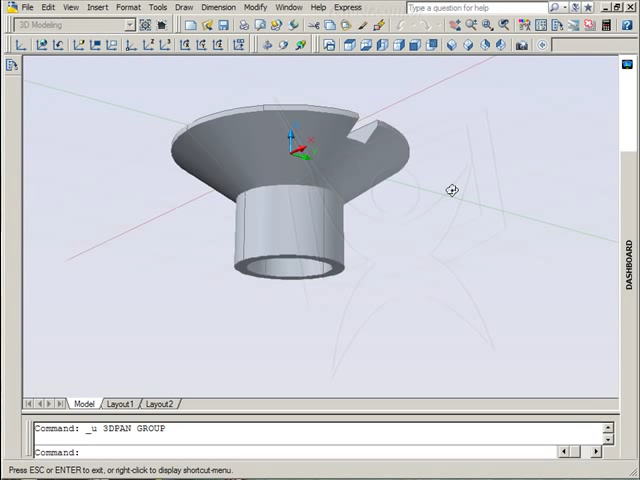 File Edit View Insert Format Tools Draw Dimension Modify Window Help Express Type a question for help
3D Modeling
X
Model Layout1 Layout2
DASHBOARD
Command: _u 3DPAN GROUP
Command:
Press ESC or ENTER to exit, or right-click to display shortcut-menu.